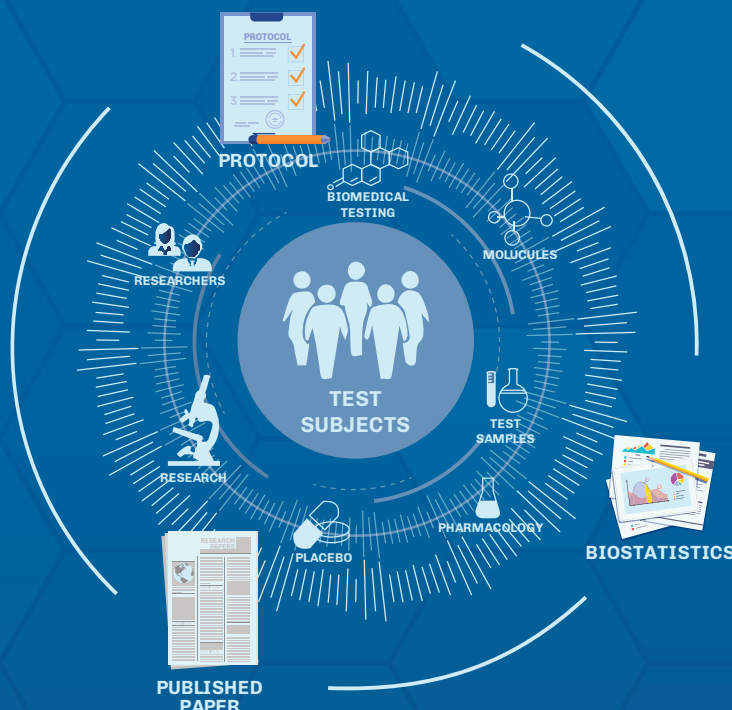 PROTOCOL
1.
2.
3.
PROTOCOL
BIOMEDICAL
TESTING
MOLUCULES
RESEARCHERS
TEST
SUBJECTS
TEST
SAMPLES
RESEARCH
PHARMACOLOGY
PLACEBO
BIOSTATISTICS
RESEARCH
PAPERS
PUBLISHED
PAPER